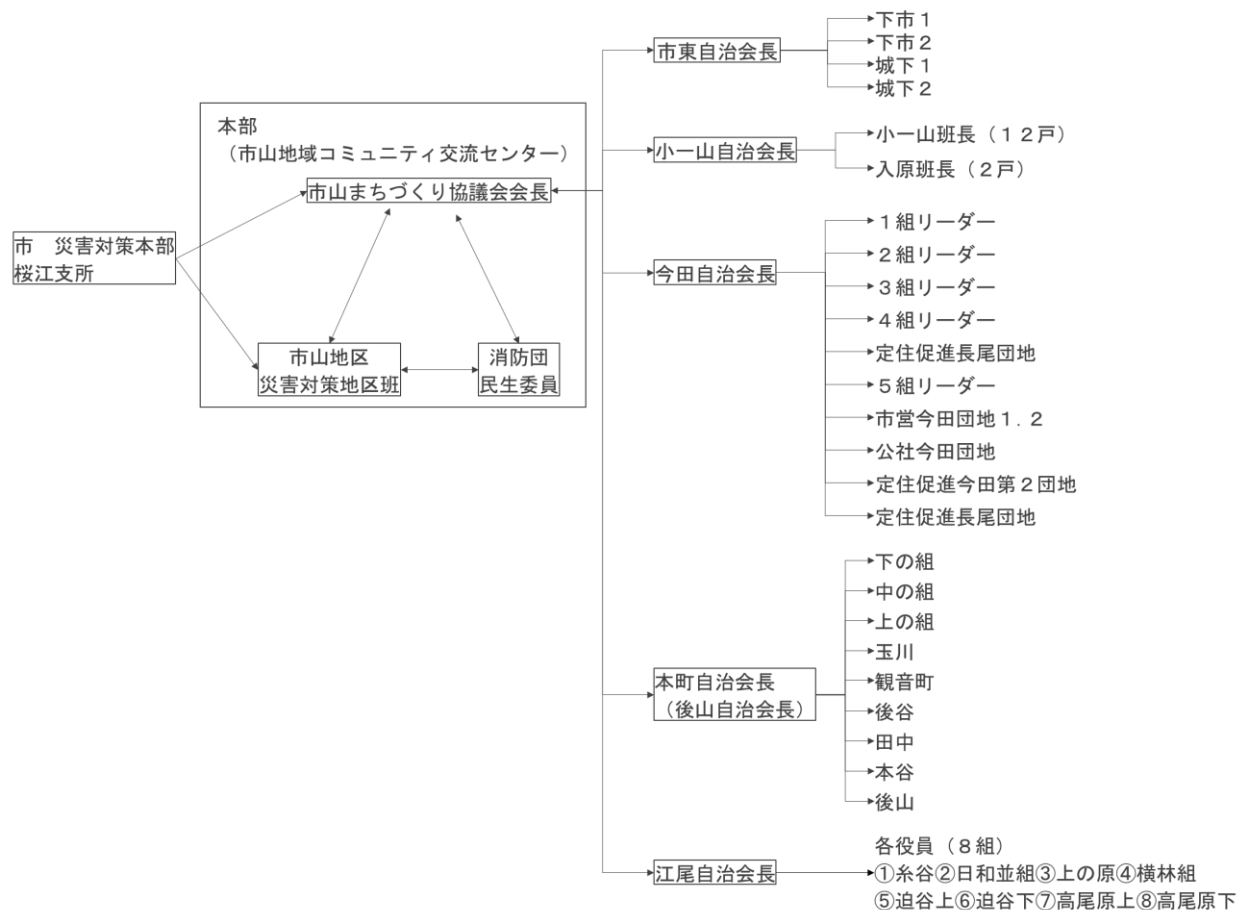 本部
（市山地域コミュニティ交流センター）
市山まちづくり協議会会長
市　災害対策本部
桜江支所
市山地区
災害対策地区班
消防団
民生委員
市東自治会長
下市１
下市２
城下１
城下２
小一山自治会長
小一山班長（１２戸）
入原班長（２戸）
今田自治会長
１組リーダー
２組リーダー
３組リーダー
４組リーダー
定住促進長尾団地
５組リーダー
市営今田団地１．２
公社今田団地
定住促進今田第２団地
定住促進長尾団地
本町自治会長
（後山自治会長）
下の組
中の組
上の組
玉川
観音町
後谷
田中
本谷
後山
江尾自治会長
各役員（８組）
①糸谷②日和並組③上の原④横林組
⑤迫谷上⑥迫谷下⑦高尾原上⑧高尾原下